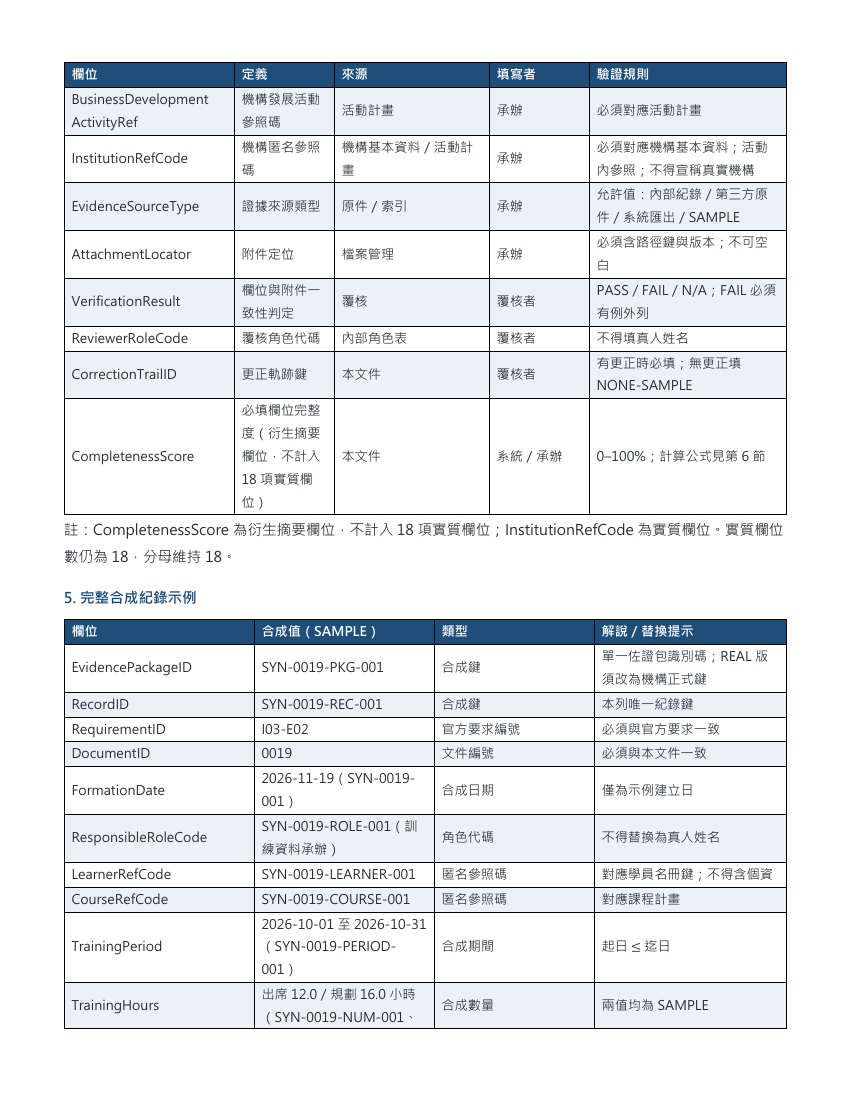 欄位 定義 來源 填寫者 驗證規則
BusinessDevelopment
ActivityRef
機構發展活動
參照碼
活動計畫
承辦
必須對應活動計畫
InstitutionRefCode
機構匿名參照
碼
機構基本資料 / 活動計
畫
承辦
必須對應機構基本資料；活動
內參照；不得宣稱真實機構
EvidenceSourceType
證據來源類型
原件 / 索引
承辦
允許值：內部紀錄 / 第三方原
件 / 系統匯出 / SAMPLE
AttachmentLocator
附件定位
檔案管理
承辦
必須含路徑鍵與版本；不可空
白
VerificationResult
欄位與附件一
致性判定
覆核
覆核者
PASS / FAIL / N/A；FAIL 必須
有例外列
ReviewerRoleCode
覆核角色代碼
內部角色表
覆核者
不得填真人姓名
CorrectionTrailID
更正軌跡鍵
本文件
覆核者
有更正時必填；無更正填
NONE-SAMPLE
CompletenessScore
必填欄位完整
度（衍生摘要
欄位，不計入
18 項實質欄
位）
本文件
系統 / 承辦
0–100%；計算公式見第 6 節
註：CompletenessScore 為衍生摘要欄位，不計入 18 項實質欄位；InstitutionRefCode 為實質欄位。實質欄位
數仍為 18，分母維持 18。
5. 完整合成紀錄示例
欄位 合成值（SAMPLE） 類型 解說 / 替換提示
EvidencePackageID
SYN-0019-PKG-001
合成鍵
單一佐證包識別碼；REAL 版
須改為機構正式鍵
RecordID
SYN-0019-REC-001
合成鍵
本列唯一紀錄鍵
RequirementID
I03-E02
官方要求編號
必須與官方要求一致
DocumentID
0019
文件編號
必須與本文件一致
FormationDate
2026-11-19（SYN-0019-
001）
合成日期
僅為示例建立日
ResponsibleRoleCode
SYN-0019-ROLE-001（訓
練資料承辦）
角色代碼
不得替換為真人姓名
LearnerRefCode
SYN-0019-LEARNER-001
匿名參照碼
對應學員名冊鍵；不得含個資
CourseRefCode
SYN-0019-COURSE-001
匿名參照碼
對應課程計畫
TrainingPeriod
2026-10-01 至 2026-10-31
（SYN-0019-PERIOD-
001）
合成期間
起日 ≤ 迄日
TrainingHours
出席 12.0 / 規劃 16.0 小時
（SYN-0019-NUM-001、
合成數量
兩值均為 SAMPLE